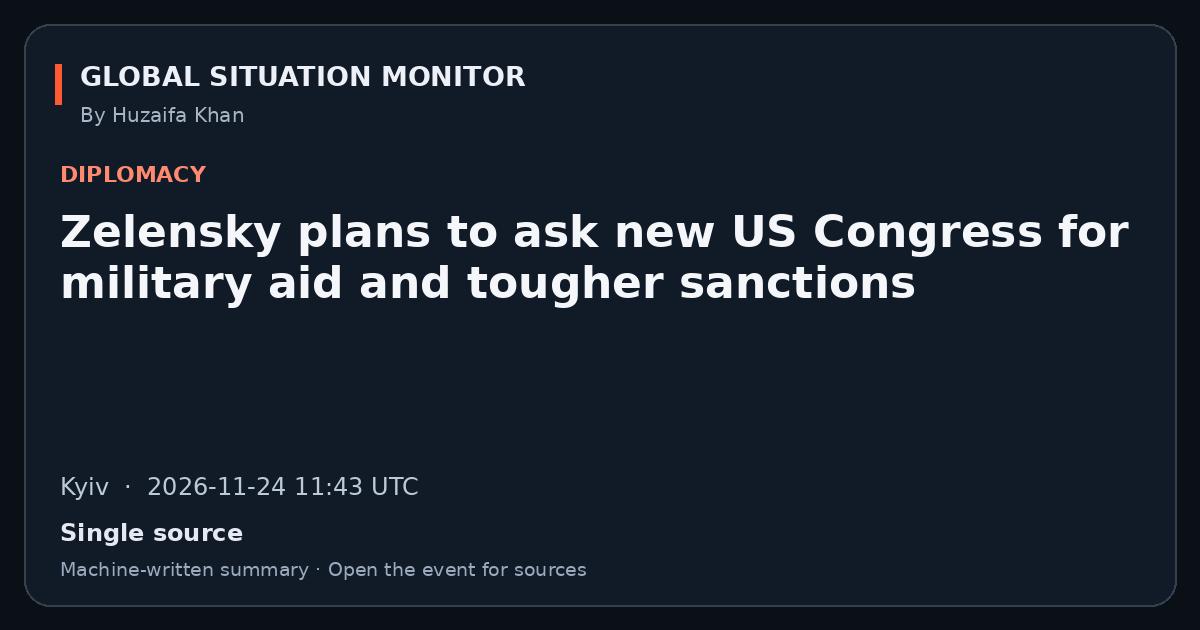 GLOBAL SITUATION MONITOR
By Huzaifa Khan
DIPLOMACY
Zelensky plans to ask new US Congress for
military aid and tougher sanctions
Kyiv · 2026-11-24 11:43 UTC
Single source
Machine-written summary · Open the event for sources